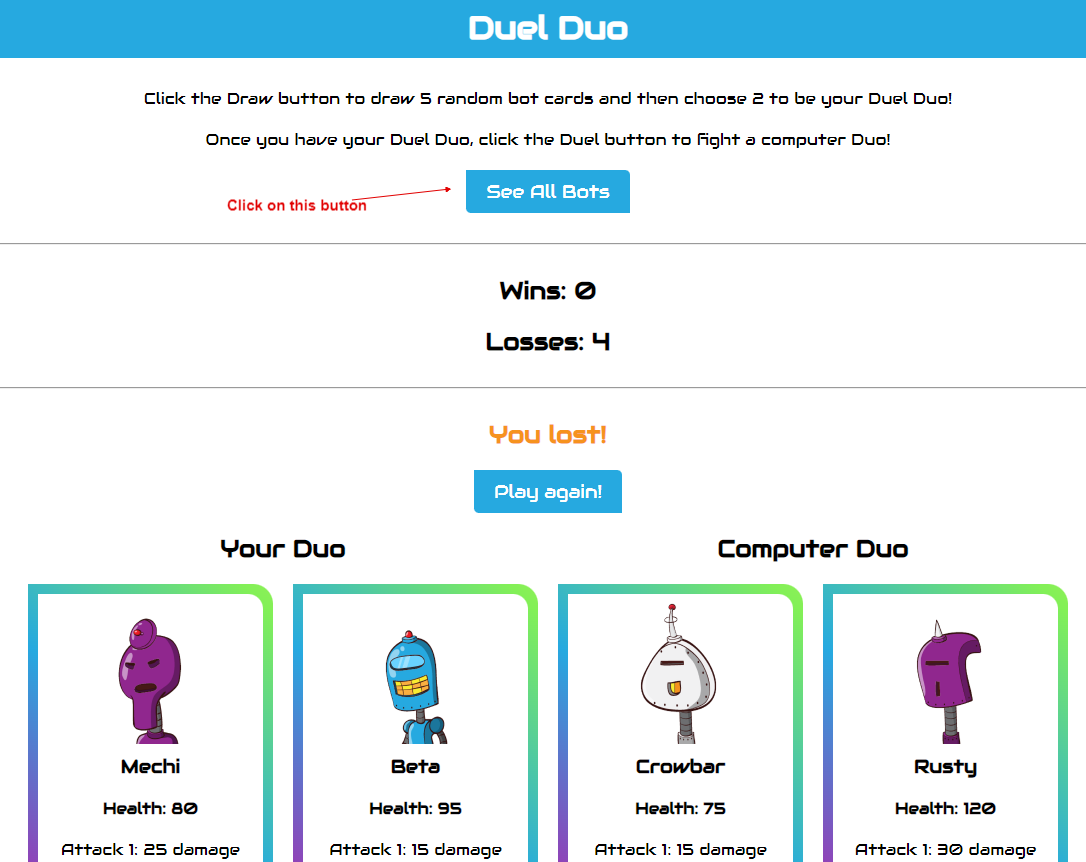 Duel Duo
Click the Draw button to draw 5 random bot cards and then choose 2 to be your Duel Duo!
Once you have your Duel Duo, click the Duel button to fight a computer Duo!
See All Bots
Click on this button
Wins: 0
Losses: 4
You lost!
Play again!
Your Duo
Computer Duo
Mechi
Health: 80
Attack 1: 25 damage
Beta
Health: 95
Attack 1: 15 damage
Crowbar
Health: 75
Attack 1: 15 damage
Rusty
Health: 120
Attack 1: 30 damage